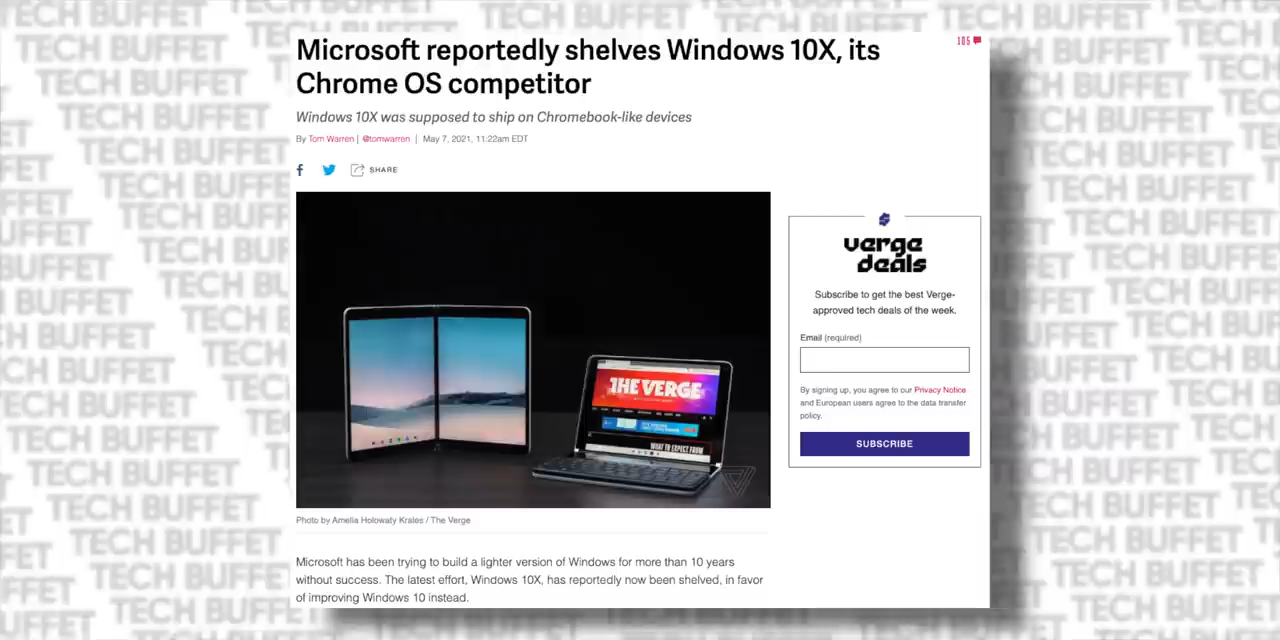 Microsoft reportedly shelves Windows 10X, its
Chrome OS competitor
105
Windows 10X was supposed to ship on Chromebook-like devices
By Tom Warren | @tomwarren | May 7, 2021, 11:22am EDT
SHARE
THE VERGE
WHAT TO EXPECT FROM
Photo by Amelia Holowaty Krales / The Verge
Microsoft has been trying to build a lighter version of Windows for more than 10 years
without success. The latest effort, Windows 10X, has reportedly now been shelved, in favor
of improving Windows 10 instead.
verge
deals
Subscribe to get the best Verge-
approved tech deals of the week.
Email (required)
By signing up, you agree to our Privacy Notice
and European users agree to the data transfer
policy.
SUBSCRIBE
TECH BUFFET